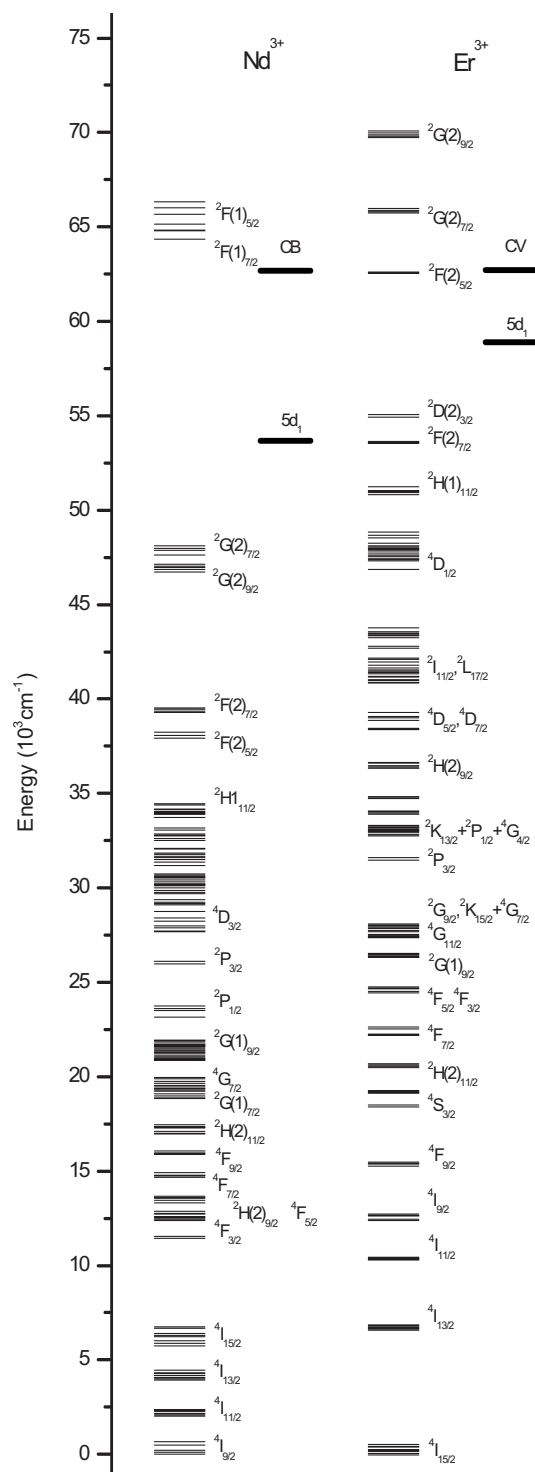 Nd³⁺ Er³⁺
Energy (10³cm⁻¹)
75
70
65
60
55
50
45
40
35
30
25
20
15
10
5
0
²F(1)₅/₂
²F(1)₇/₂
CB
5d₁
²G(2)₇/₂
²G(2)₉/₂
²F(2)₇/₂
²F(2)₅/₂
²H1₁₁/₂
⁴D₃/₂
²P₃/₂
²P₁/₂
²G(1)₉/₂
⁴G₇/₂
²G(1)₇/₂
²H(2)₁₁/₂
⁴F₉/₂
⁴F₇/₂
²H(2)₉/₂ ⁴F₅/₂
⁴F₃/₂
⁴I₁₅/₂
⁴I₁₃/₂
⁴I₁₁/₂
⁴I₉/₂
²G(2)₉/₂
²G(2)₇/₂
CV
²F(2)₅/₂
5d₁
²D(2)₃/₂
²F(2)₇/₂
²H(1)₁₁/₂
⁴D₁/₂
²I₁₁/₂,²L₁₇/₂
⁴D₅/₂,⁴D₇/₂
²H(2)₉/₂
²K₁₃/₂+²P₁/₂+⁴G₄/₂
²P₃/₂
²G₉/₂,²K₁₅/₂+⁴G₇/₂
⁴G₁₁/₂
²G(1)₉/₂
⁴F₅/₂⁴F₃/₂
⁴F₇/₂
²H(2)₁₁/₂
⁴S₃/₂
⁴F₉/₂
⁴I₉/₂
⁴I₁₁/₂
⁴I₁₃/₂
⁴I₁₅/₂